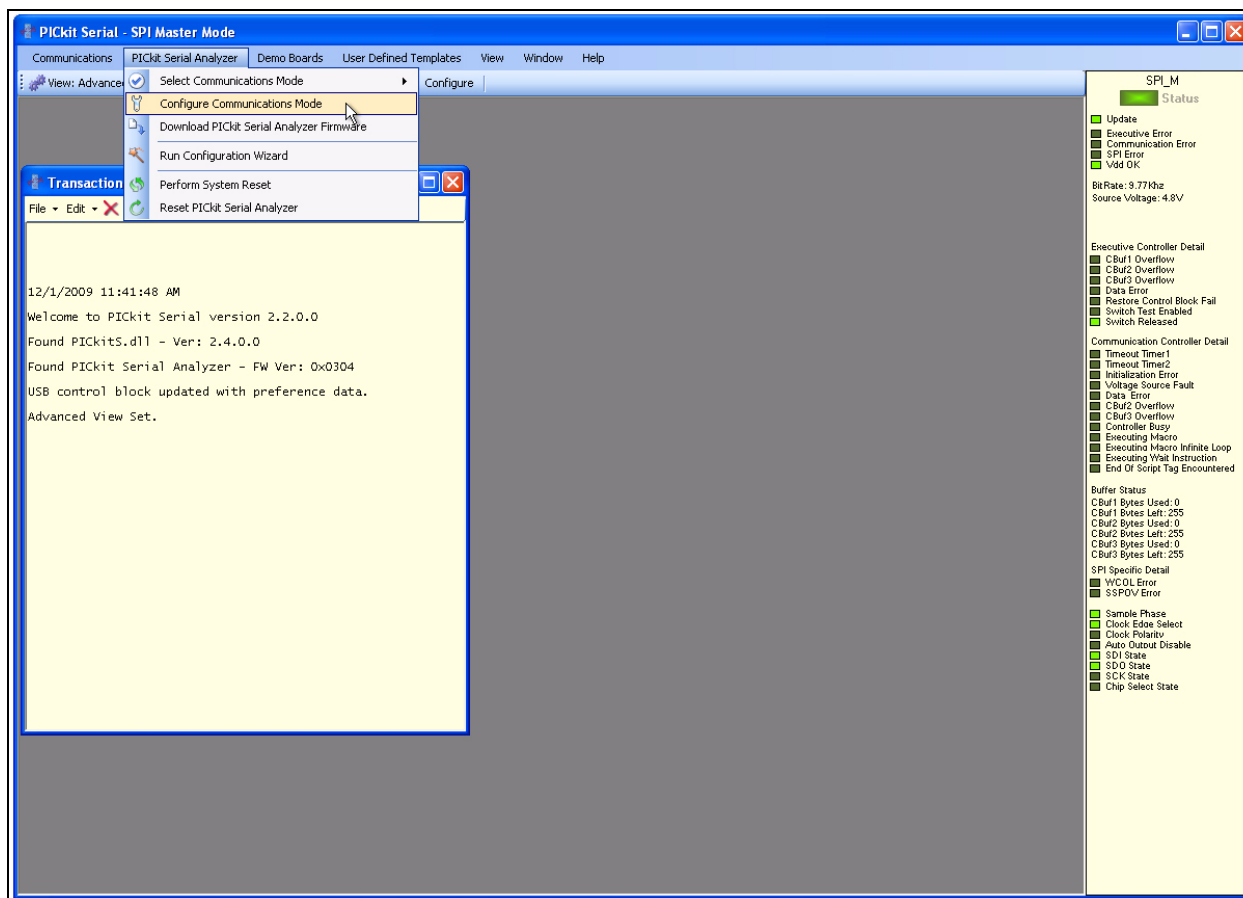 PICkit Serial - SPI Master Mode
Communications PICkit Serial Analyzer Demo Boards User Defined Templates View Window Help
View: Advance
Configure
Select Communications Mode
Configure Communications Mode
Download PICkit Serial Analyzer Firmware
Run Configuration Wizard
Perform System Reset
Reset PICkit Serial Analyzer
Transaction
File Edit
12/1/2009 11:41:48 AM
Welcome to PICkit Serial version 2.2.0.0
Found PICkitS.dll - Ver: 2.4.0.0
Found PICkit Serial Analyzer - FW Ver: 0x0304
USB control block updated with preference data.
Advanced View Set.
SPI_M
Status
Update
Executive Error
Communication Error
SPI Error
Vdd OK
BitRate: 9.77Khz
Source Voltage: 4.8V
Executive Controller Detail
CBuf1 Overflow
CBuf2 Overflow
CBuf3 Overflow
Data Error
Restore Control Block Fail
Switch Test Enabled
Switch Released
Communication Controller Detail
Timeout Timer1
Timeout Timer2
Initialization Error
Voltage Source Fault
Data Error
CBuf2 Overflow
CBuf3 Overflow
Controller Busy
Executing Macro
Executing Macro Infinite Loop
Executing Wait Instruction
End Of Script Tag Encountered
Buffer Status
CBuf1 Bytes Used: 0
CBuf1 Bytes Left: 255
CBuf2 Bytes Used: 0
CBuf2 Bytes Left: 255
CBuf3 Bytes Used: 0
CBuf3 Bytes Left: 255
SPI Specific Detail
WCOL Error
SSPOV Error
Sample Phase
Clock Edge Select
Clock Polarity
Auto Output Disable
SDI State
SDO State
SCK State
Chip Select State